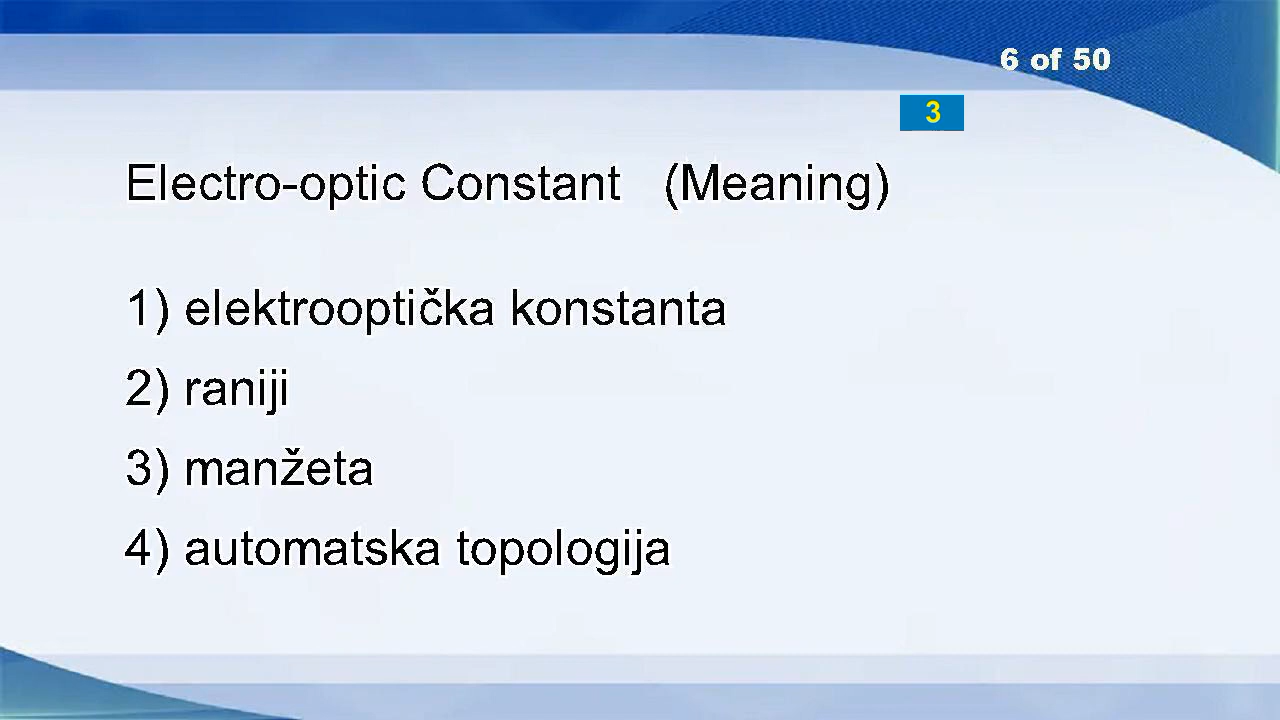 6 of 50
3
Electro-optic Constant (Meaning)
1) elektrooptička konstanta
2) raniji
3) manžeta
4) automatska topologija